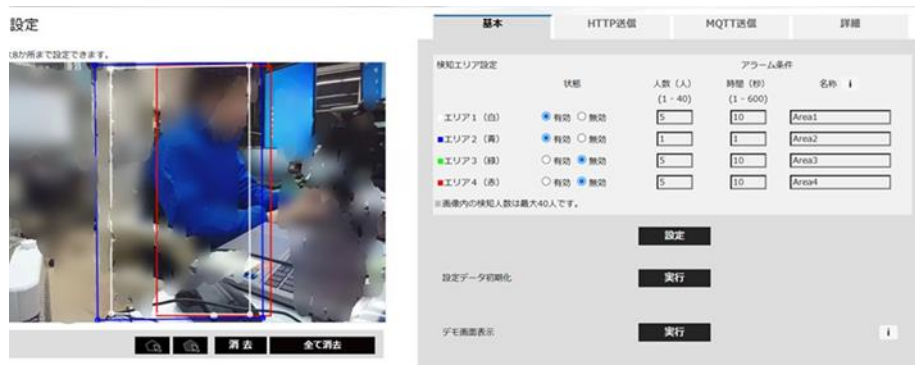 設定
は8か所まで設定できます。
消 去
全て消去
基本
HTTP送信
MQTT送信
詳細
検知エリア設定
アラーム条件
状態
人数 (人)
時間 (秒)
名称 i
(1 - 40)
(1 - 600)
エリア1 (白) 有効 無効 5 10 Area1
■エリア2 (青) 有効 無効 1 1 Area2
■エリア3 (緑) 有効 無効 5 10 Area3
■エリア4 (赤) 有効 無効 5 10 Area4
※画像内の検知人数は最大40人です。
設定
設定データ初期化
実行
デモ画面表示
実行
i